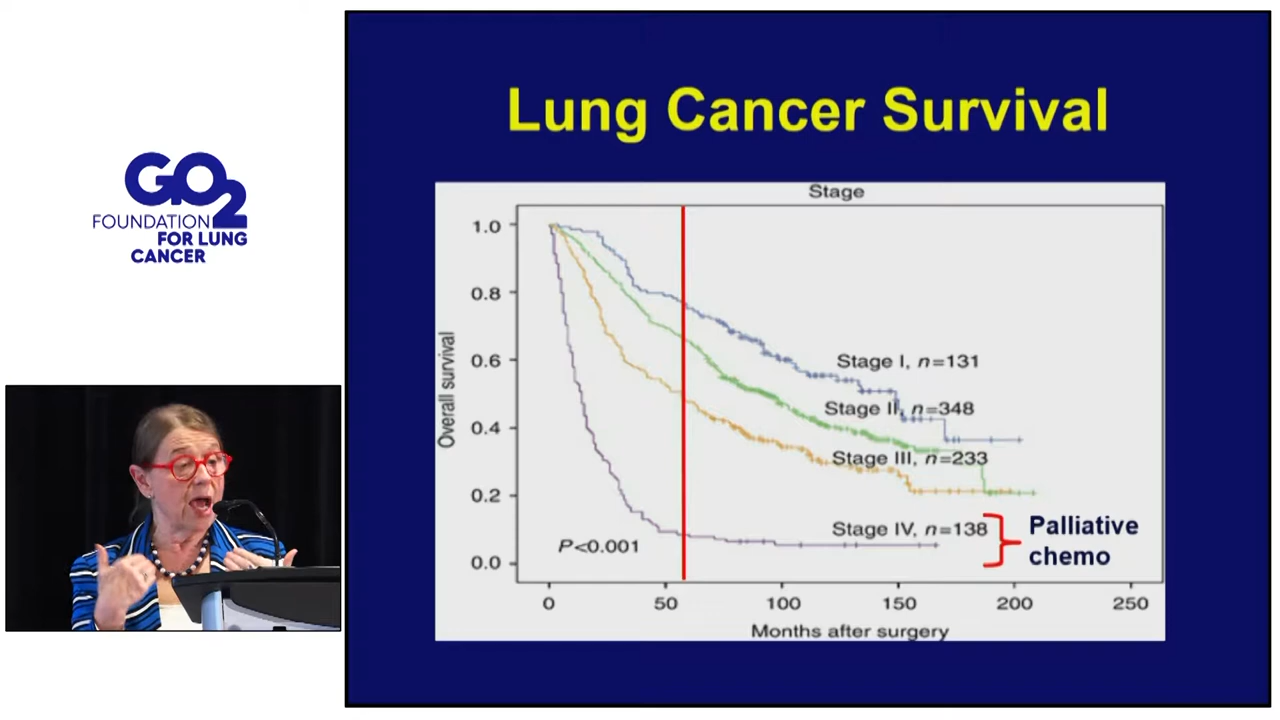 GO2
FOUNDATION
FOR LUNG
CANCER
Lung Cancer Survival
Stage
1.0
0.8
0.6
0.4
0.2
0.0
Overall survival
Stage I, n=131
Stage II, n=348
Stage III, n=233
Stage IV, n=138
P<0.001
Palliative
chemo
0 50 100 150 200 250
Months after surgery